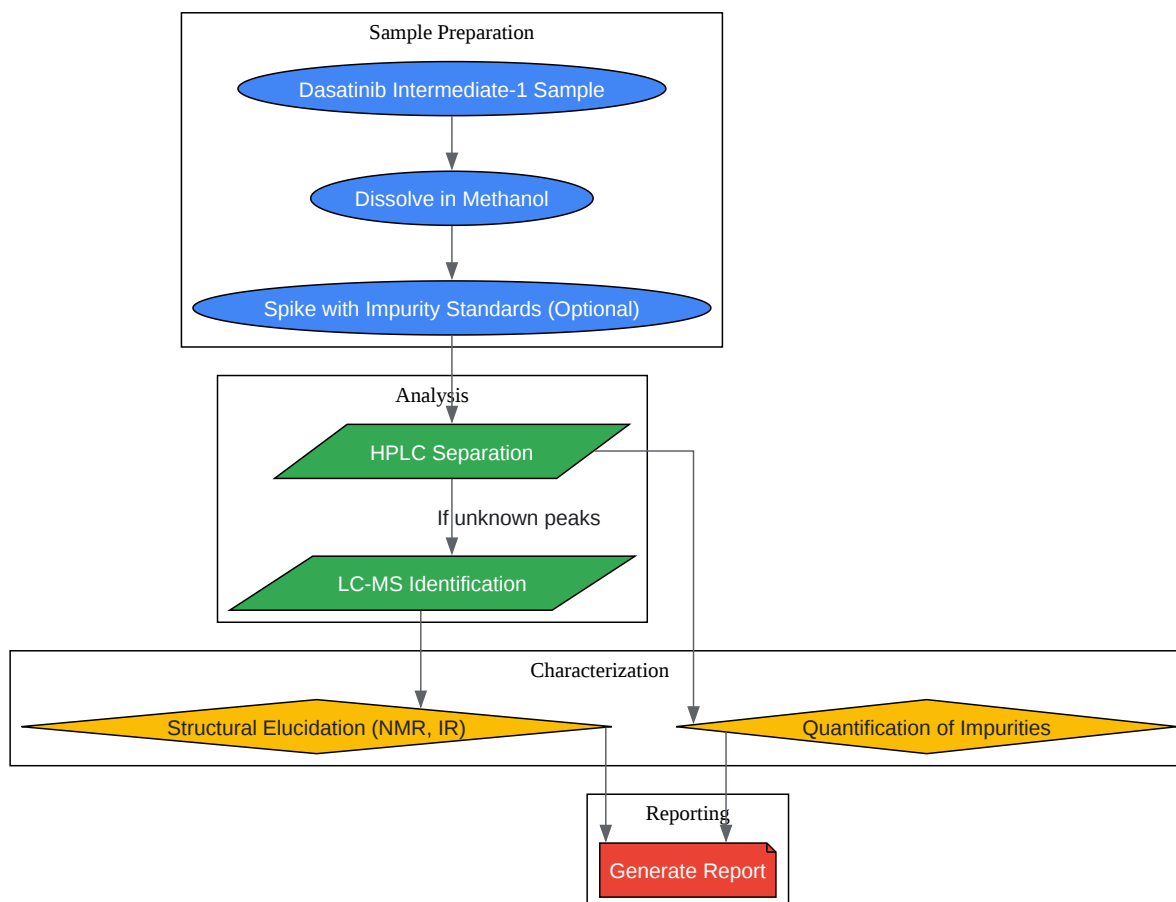 Sample Preparation
Dasatinib Intermediate-1 Sample
Dissolve in Methanol
Spike with Impurity Standards (Optional)
Analysis
HPLC Separation
If unknown peaks
LC-MS Identification
Characterization
Structural Elucidation (NMR, IR)
Quantification of Impurities
Reporting
Generate Report